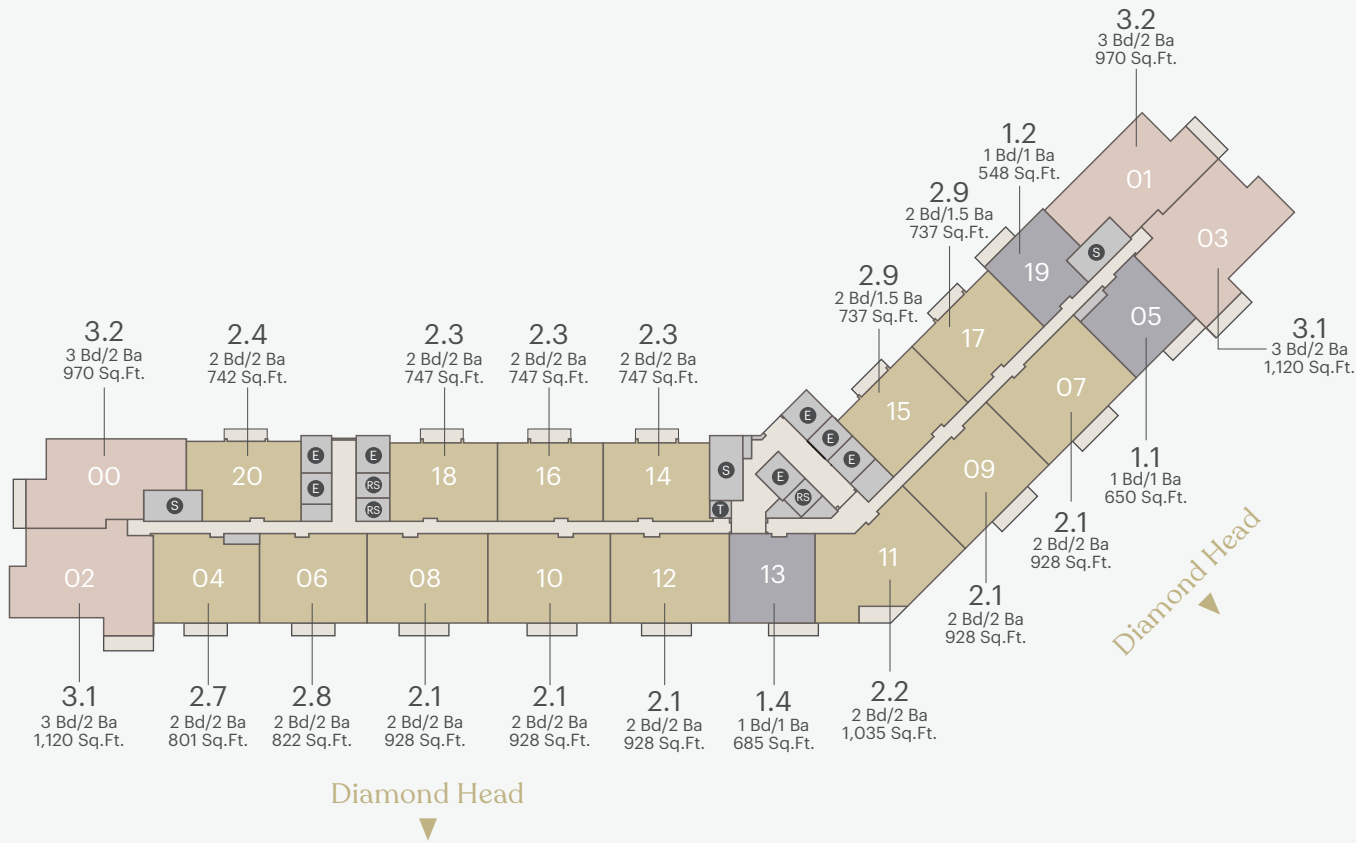 3.2
3 Bd/2 Ba
970 Sq.Ft.
1.2
1 Bd/1 Ba
548 Sq.Ft.
2.9
2 Bd/1.5 Ba
737 Sq.Ft.
2.9
2 Bd/1.5 Ba
737 Sq.Ft.
01
03
S
19
05
17
07
15
09
3.1
3 Bd/2 Ba
1,120 Sq.Ft.
1.1
1 Bd/1 Ba
650 Sq.Ft.
2.1
2 Bd/2 Ba
928 Sq.Ft.
2.1
2 Bd/2 Ba
928 Sq.Ft.
Diamond Head
3.2
3 Bd/2 Ba
970 Sq.Ft.
2.4
2 Bd/2 Ba
742 Sq.Ft.
2.3
2 Bd/2 Ba
747 Sq.Ft.
2.3
2 Bd/2 Ba
747 Sq.Ft.
2.3
2 Bd/2 Ba
747 Sq.Ft.
00
S
20
E
E
E
RS
RS
18
16
14
S
T
E
E
E
E
RS
02
04
06
08
10
12
13
11
3.1
3 Bd/2 Ba
1,120 Sq.Ft.
2.7
2 Bd/2 Ba
801 Sq.Ft.
2.8
2 Bd/2 Ba
822 Sq.Ft.
2.1
2 Bd/2 Ba
928 Sq.Ft.
2.1
2 Bd/2 Ba
928 Sq.Ft.
2.1
2 Bd/2 Ba
928 Sq.Ft.
1.4
1 Bd/1 Ba
685 Sq.Ft.
2.2
2 Bd/2 Ba
1,035 Sq.Ft.
Diamond Head